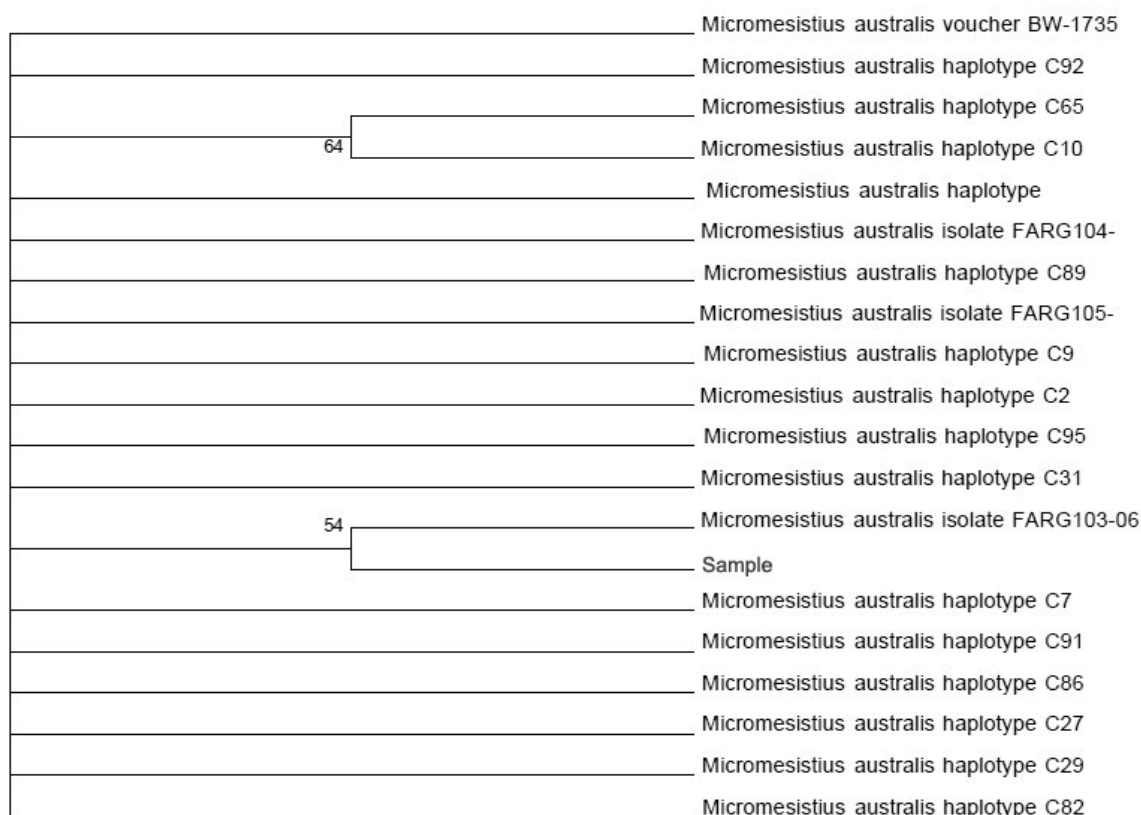 Micromesistius australis voucher BW-1735
Micromesistius australis haplotype C92
Micromesistius australis haplotype C65
64
Micromesistius australis haplotype C10
Micromesistius australis haplotype
Micromesistius australis isolate FARG104-
Micromesistius australis haplotype C89
Micromesistius australis isolate FARG105-
Micromesistius australis haplotype C9
Micromesistius australis haplotype C2
Micromesistius australis haplotype C95
Micromesistius australis haplotype C31
54
Micromesistius australis isolate FARG103-06
Sample
Micromesistius australis haplotype C7
Micromesistius australis haplotype C91
Micromesistius australis haplotype C86
Micromesistius australis haplotype C27
Micromesistius australis haplotype C29
Micromesistius australis haplotype C82